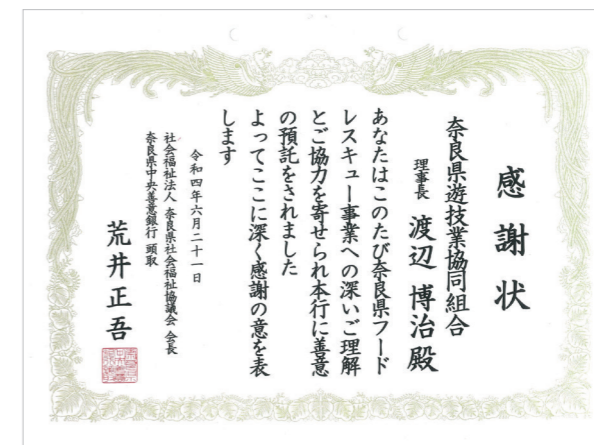 感謝状
奈良県遊技業協同組合
理事長 渡辺 博治 殿
あなたはこのたび奈良県フード
レスキュー事業への深いご理解
とご協力を寄せられ本行に善意
の預託をされました
よってここに深く感謝の意を表
します
令和四年六月二十一日
社会福祉法人 奈良県社会福祉協議会 会長
奈良県中央善意銀行 頭取
荒井正吾